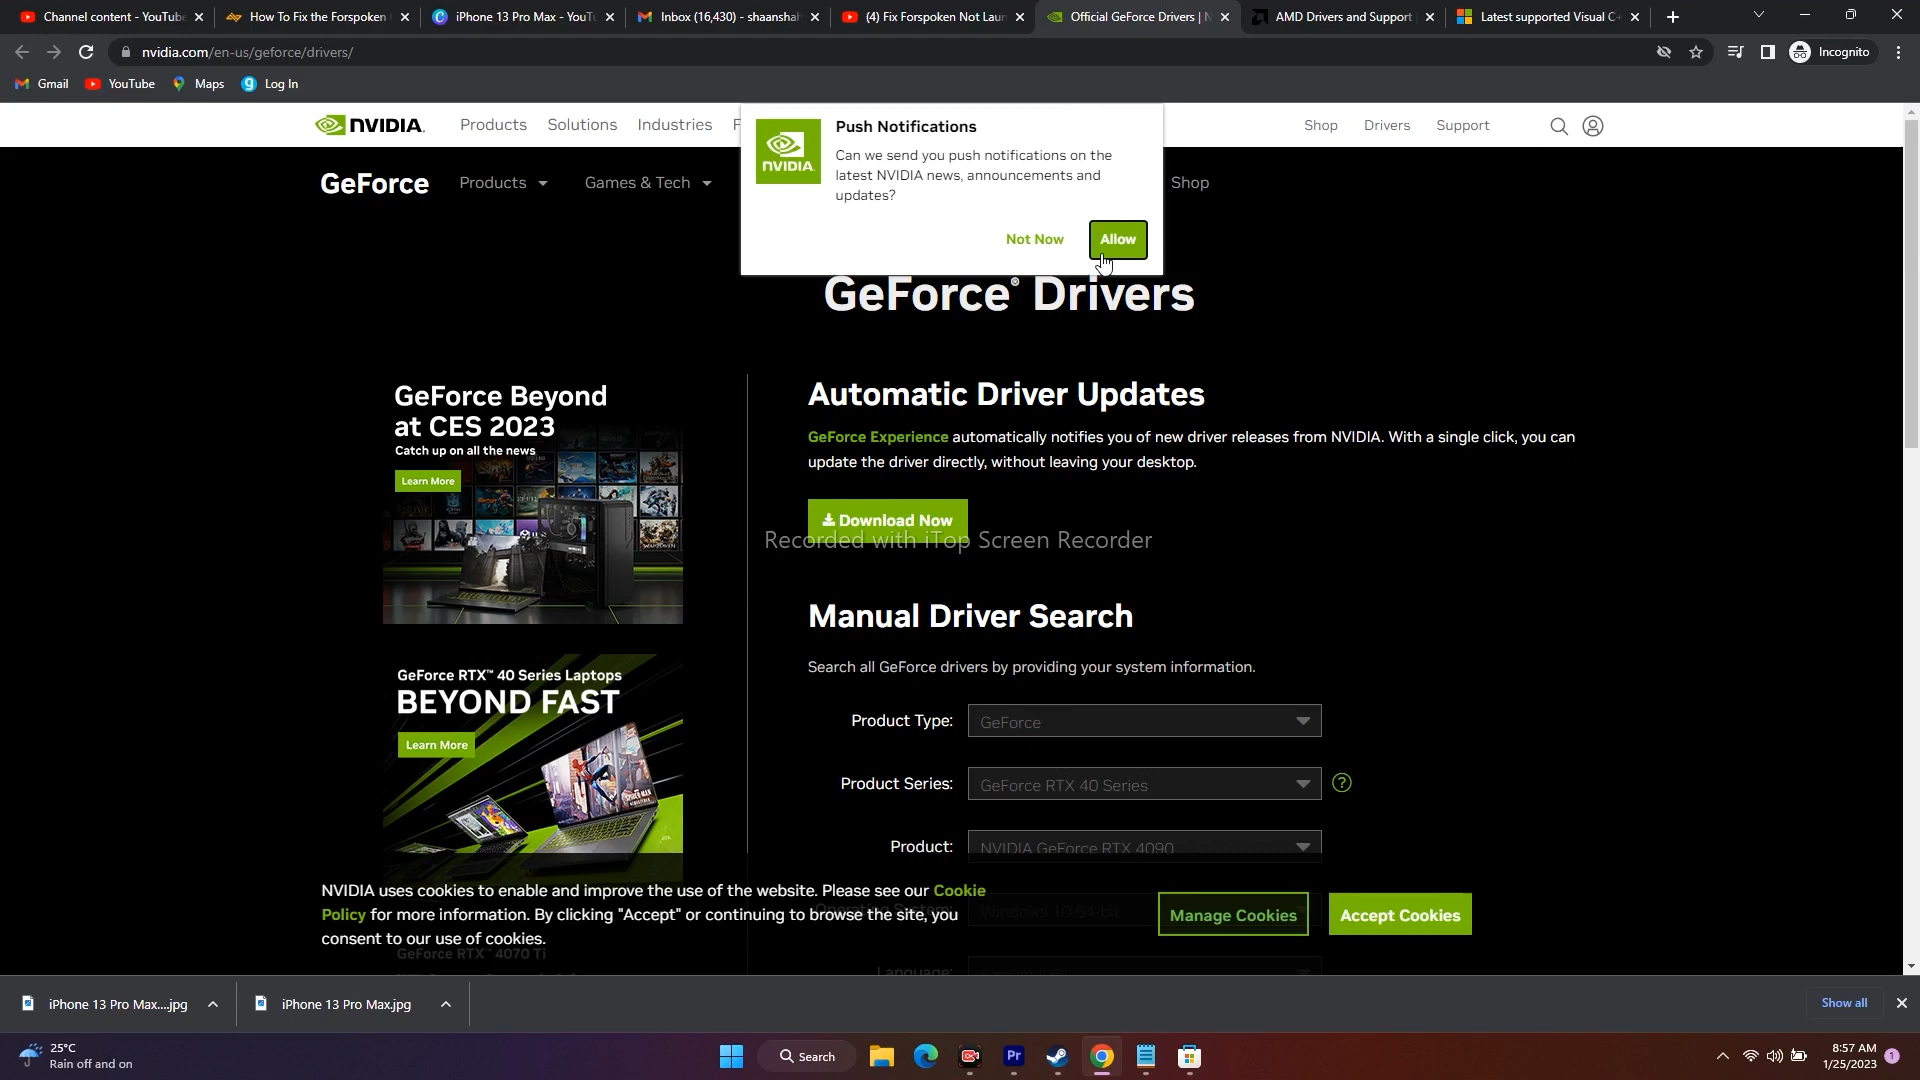 Channel content - YouTube
How To Fix the Forspoken
iPhone 13 Pro Max - YouTu
Inbox (16,430) - shaanshah
(4) Fix Forspoken Not Laun
Official GeForce Drivers | N
AMD Drivers and Support
Latest supported Visual C+
nvidia.com/en-us/geforce/drivers/
Incognito
Gmail
YouTube
Maps
Log In
NVIDIA.
Products
Solutions
Industries
Shop
Drivers
Support
Push Notifications
Can we send you push notifications on the
latest NVIDIA news, announcements and
updates?
NVIDIA.
Not Now
Allow
GeForce
Products
Games & Tech
Shop
GeForce® Drivers
GeForce Beyond
at CES 2023
Catch up on all the news
Learn More
Automatic Driver Updates
GeForce Experience automatically notifies you of new driver releases from NVIDIA. With a single click, you can
update the driver directly, without leaving your desktop.
Download Now
Recorded with iTop Screen Recorder
Manual Driver Search
Search all GeForce drivers by providing your system information.
GeForce RTX™ 40 Series Laptops
BEYOND FAST
Learn More
Product Type:
GeForce
Product Series:
GeForce RTX 40 Series
?
Product:
NVIDIA GeForce RTX 4090
Operating System:
Windows 10 64-bit
Language:
NVIDIA uses cookies to enable and improve the use of the website. Please see our Cookie
Policy for more information. By clicking "Accept" or continuing to browse the site, you
consent to our use of cookies.
Manage Cookies
Accept Cookies
GeForce RTX™ 4070 Ti
iPhone 13 Pro Max....jpg
iPhone 13 Pro Max.jpg
Show all
25°C
Rain off and on
Search
Pr
8:57 AM
1/25/2023
1